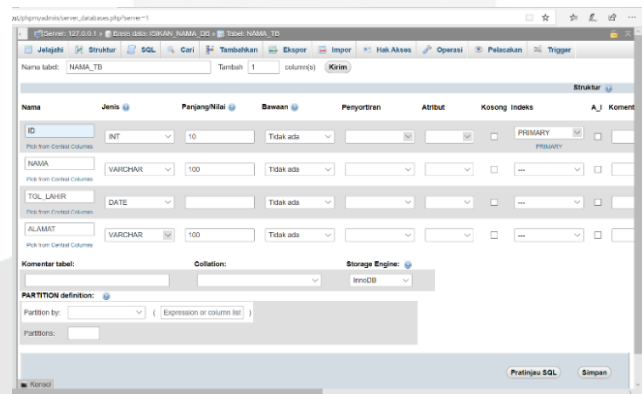 /phpmyadmin/server_databases.php?server=1
Server: 127.0.0.1 » Basis data: ISIKAN_NAMA_DB » Tabel: NAMA_TB
Jelajahi Struktur SQL Cari Tambahkan Ekspor Impor Hak Akses Operasi Pelacakan Trigger
Nama tabel: NAMA_TB Tambah 1 column(s) Kirim
Struktur
Nama Jenis Panjang/Nilai Bawaan Penyortiran Atribut Kosong Indeks A_I Koment
ID INT 10 Tidak ada PRIMARY
Pick from Central Columns PRIMARY
NAMA VARCHAR 100 Tidak ada ---
Pick from Central Columns
TGL_LAHIR DATE Tidak ada ---
Pick from Central Columns
ALAMAT VARCHAR 100 Tidak ada ---
Pick from Central Columns
Komentar tabel: Collation: Storage Engine:
InnoDB
PARTITION definition:
Partition by: ( Expression or column list )
Partitions:
Pratinjau SQL Simpan
Konsol